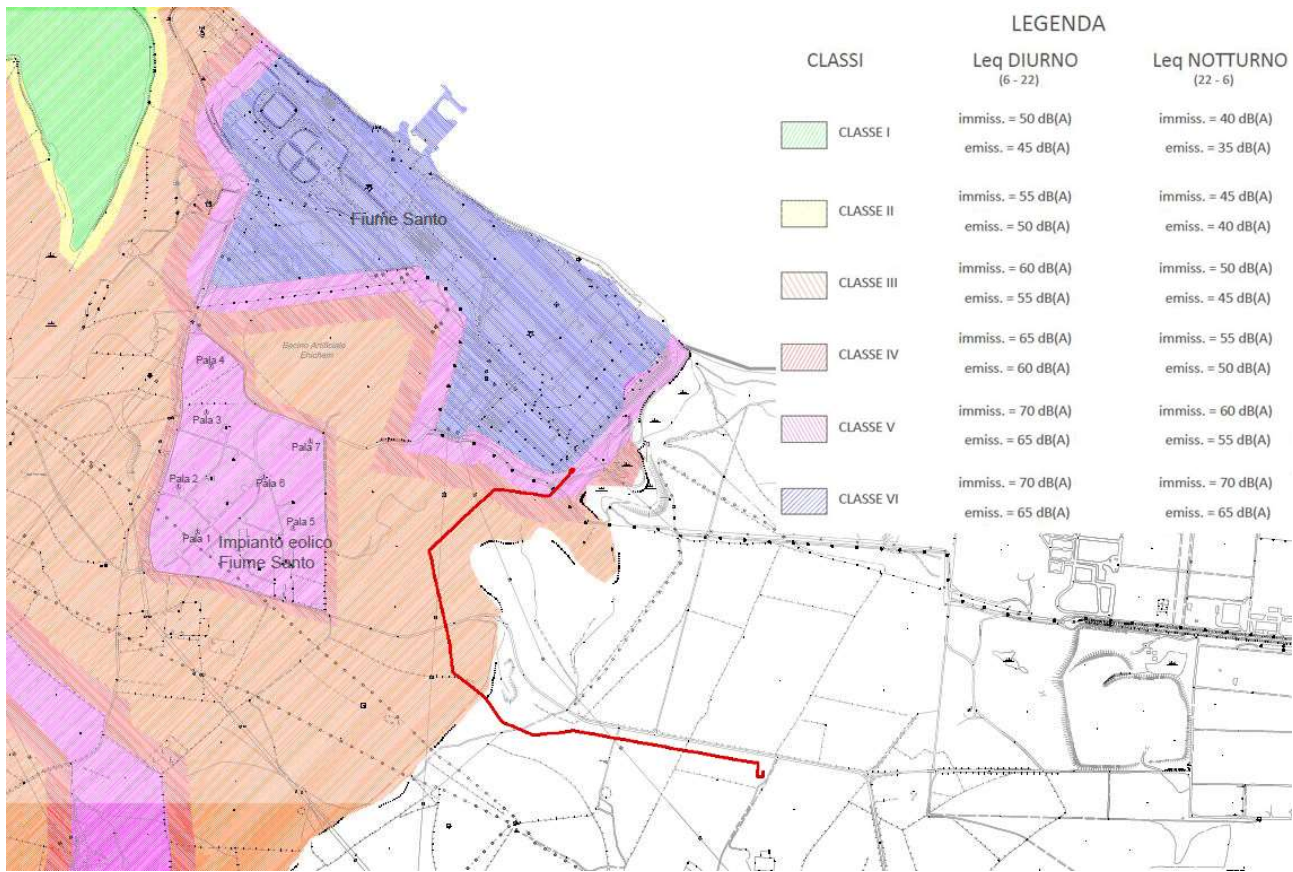 LEGENDA
CLASSI Leq DIURNO Leq NOTTURNO
(6 - 22) (22 - 6)
immiss. = 50 dB(A) immiss. = 40 dB(A)
CLASSE I
emiss. = 45 dB(A) emiss. = 35 dB(A)
immiss. = 55 dB(A) immiss. = 45 dB(A)
CLASSE II
emiss. = 50 dB(A) emiss. = 40 dB(A)
immiss. = 60 dB(A) immiss. = 50 dB(A)
CLASSE III
emiss. = 55 dB(A) emiss. = 45 dB(A)
immiss. = 65 dB(A) immiss. = 55 dB(A)
CLASSE IV
emiss. = 60 dB(A) emiss. = 50 dB(A)
immiss. = 70 dB(A) immiss. = 60 dB(A)
CLASSE V
emiss. = 65 dB(A) emiss. = 55 dB(A)
immiss. = 70 dB(A) immiss. = 70 dB(A)
CLASSE VI
emiss. = 65 dB(A) emiss. = 65 dB(A)
Fiume Santo
Bacino Artificiale
Enichem
Pala 4
Pala 3
Pala 7
Pala 2
Pala 6
Pala 5
Pala 1
Impianto eolico
Fiume Santo